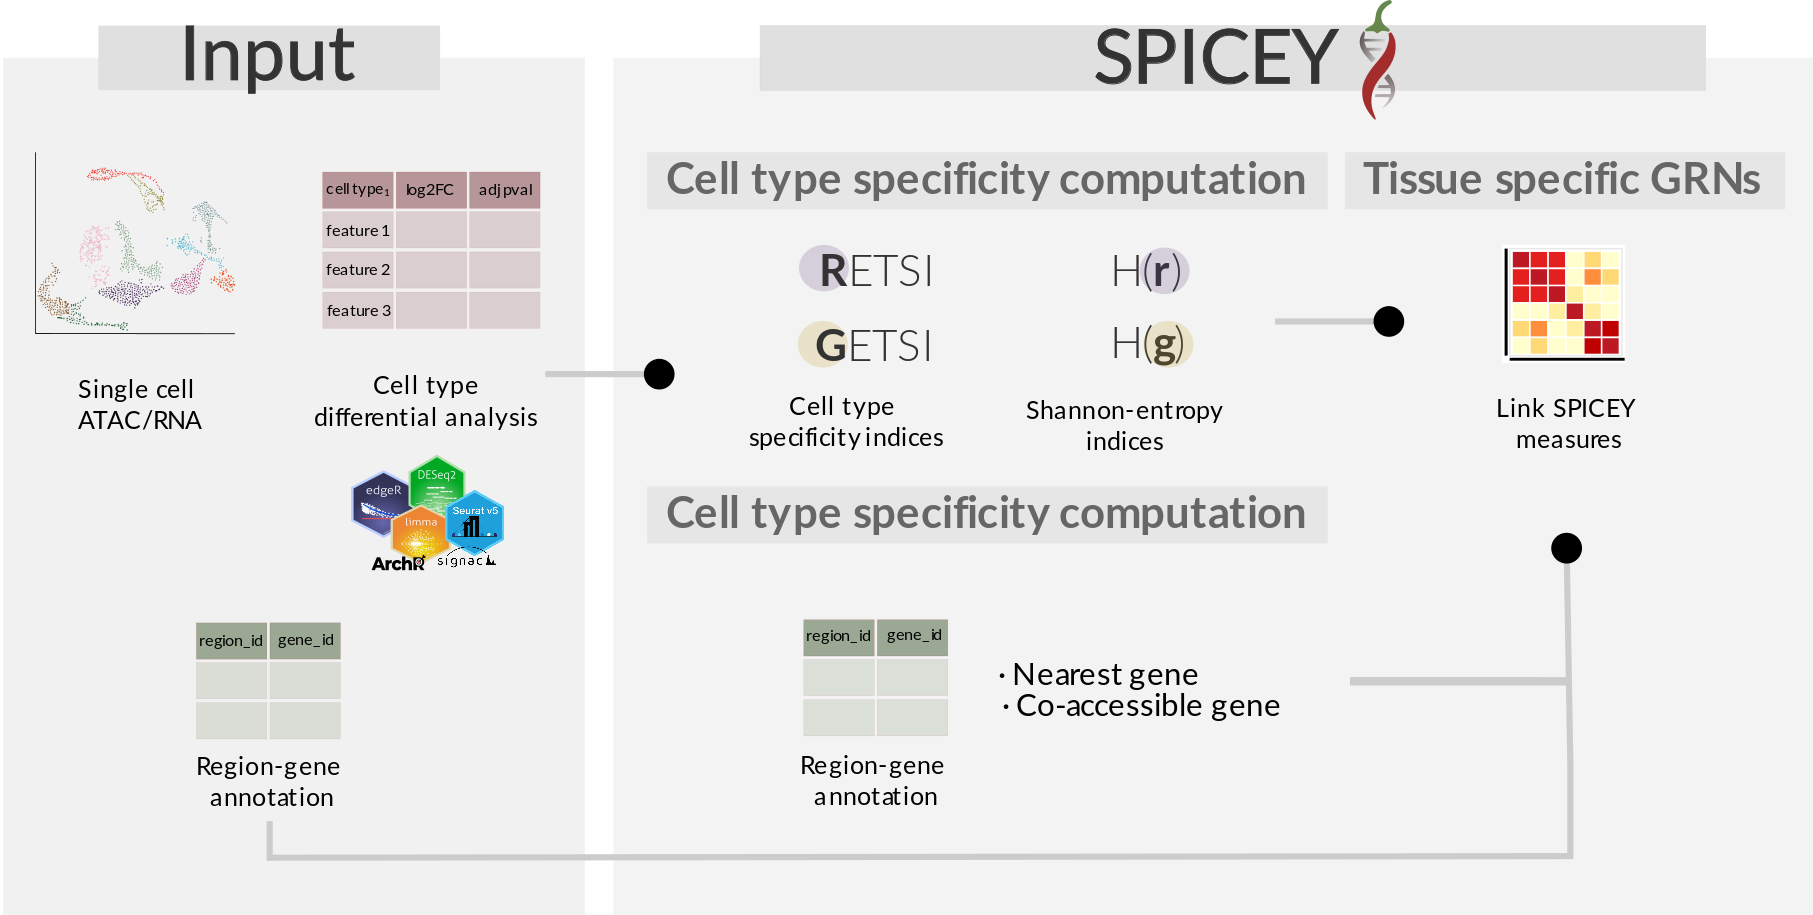 Input
cell type₁ log2FC adj pval
feature 1
feature 2
feature 3
Single cell
ATAC/RNA
Cell type
differential analysis
edgeR
DESeq2
limma
Seurat v5
ArchR
signac
region_id gene_id
Region-gene
annotation
SPICEY
Cell type specificity computation
RETSI
GETSI
Cell type
specificity indices
H(r)
H(g)
Shannon-entropy
indices
Tissue specific GRNs
Link SPICEY
measures
Cell type specificity computation
region_id gene_id
Region-gene
annotation
· Nearest gene
· Co-accessible gene